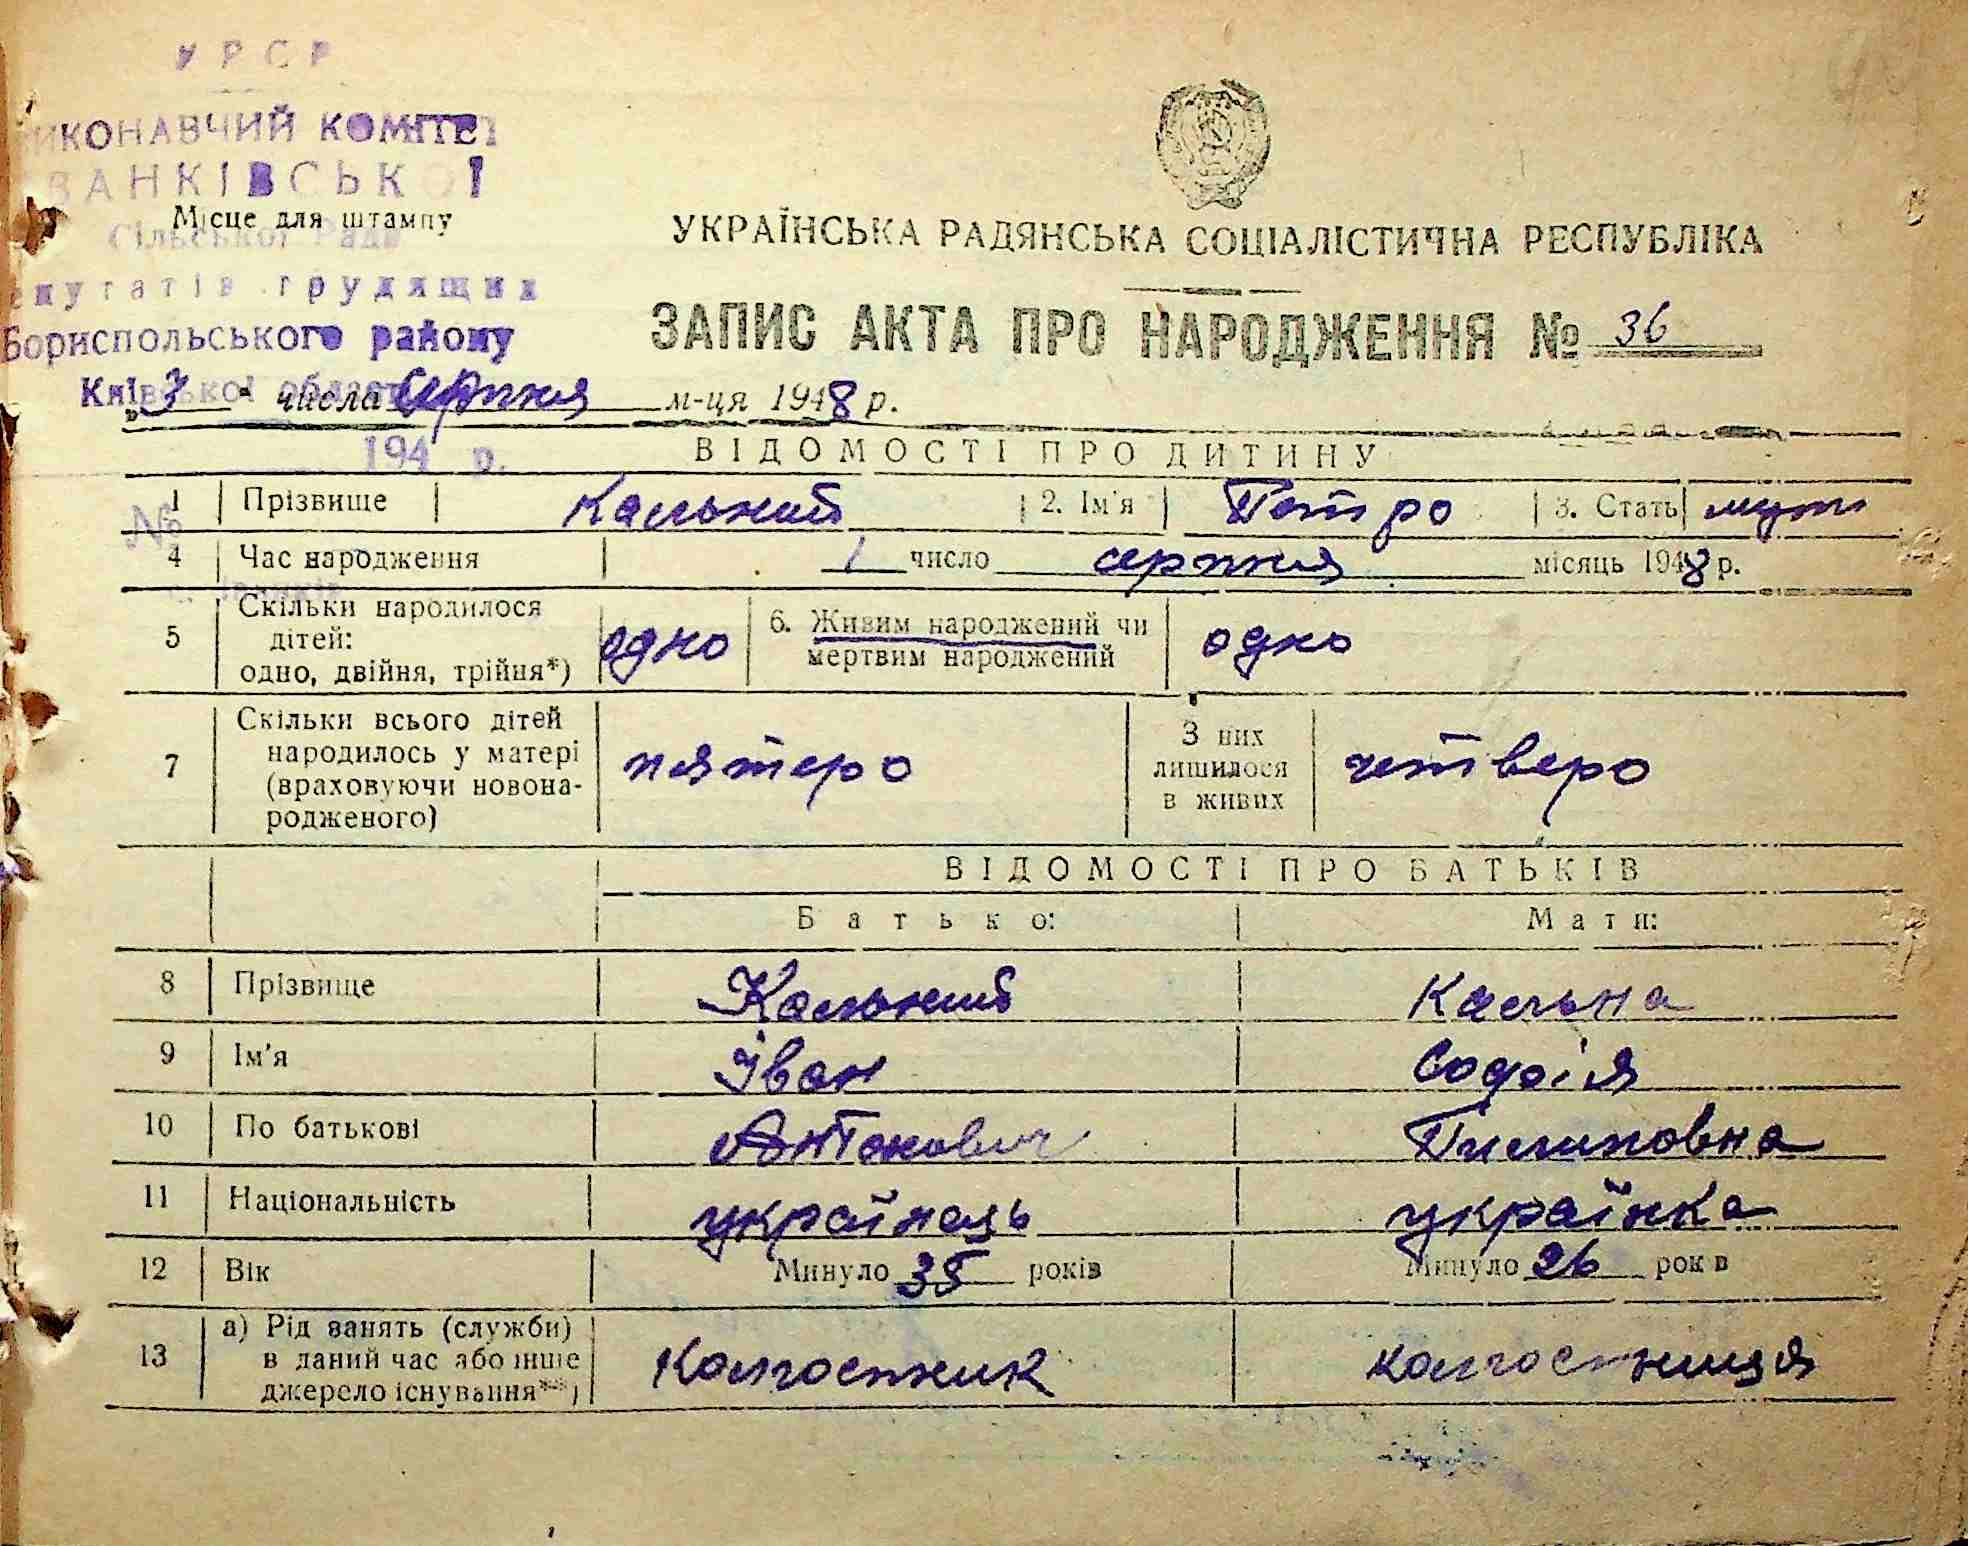 УРСР
ВИКОНАВЧИЙ КОМІТЕТ
ІВАНКІВСЬКОЇ
Місце для штампу
Сільської Ради
депутатів трудящих
Бориспольського району
Київської області
194 р.
№
УКРАЇНСЬКА РАДЯНСЬКА СОЦІАЛІСТИЧНА РЕСПУБЛІКА
ЗАПИС АКТА ПРО НАРОДЖЕННЯ № 36
„3" числа серпня м-ця 1948 р.
ВІДОМОСТІ ПРО ДИТИНУ
1 Прізвище Кальний 2. Ім'я Петро 3. Стать муж
4 Час народження 1 число серпня місяць 1948 р.
5 Скільки народилося дітей: одно, двійня, трійня*) одно 6. Живим народжений чи мертвим народжений одно
7 Скільки всього дітей народилось у матері (враховуючи новонародженого) пятеро З них лишилося в живих четверо
ВІДОМОСТІ ПРО БАТЬКІВ
Батько: Мати:
8 Прізвище Кальний Кальна
9 Ім'я Іван Софія
10 По батькові Антонович Пилиповна
11 Національність українець українка
12 Вік Минуло 35 років Минуло 26 років
13 а) Рід занять (служби) в даний час або інше джерело існування**) колгоспник колгоспниця